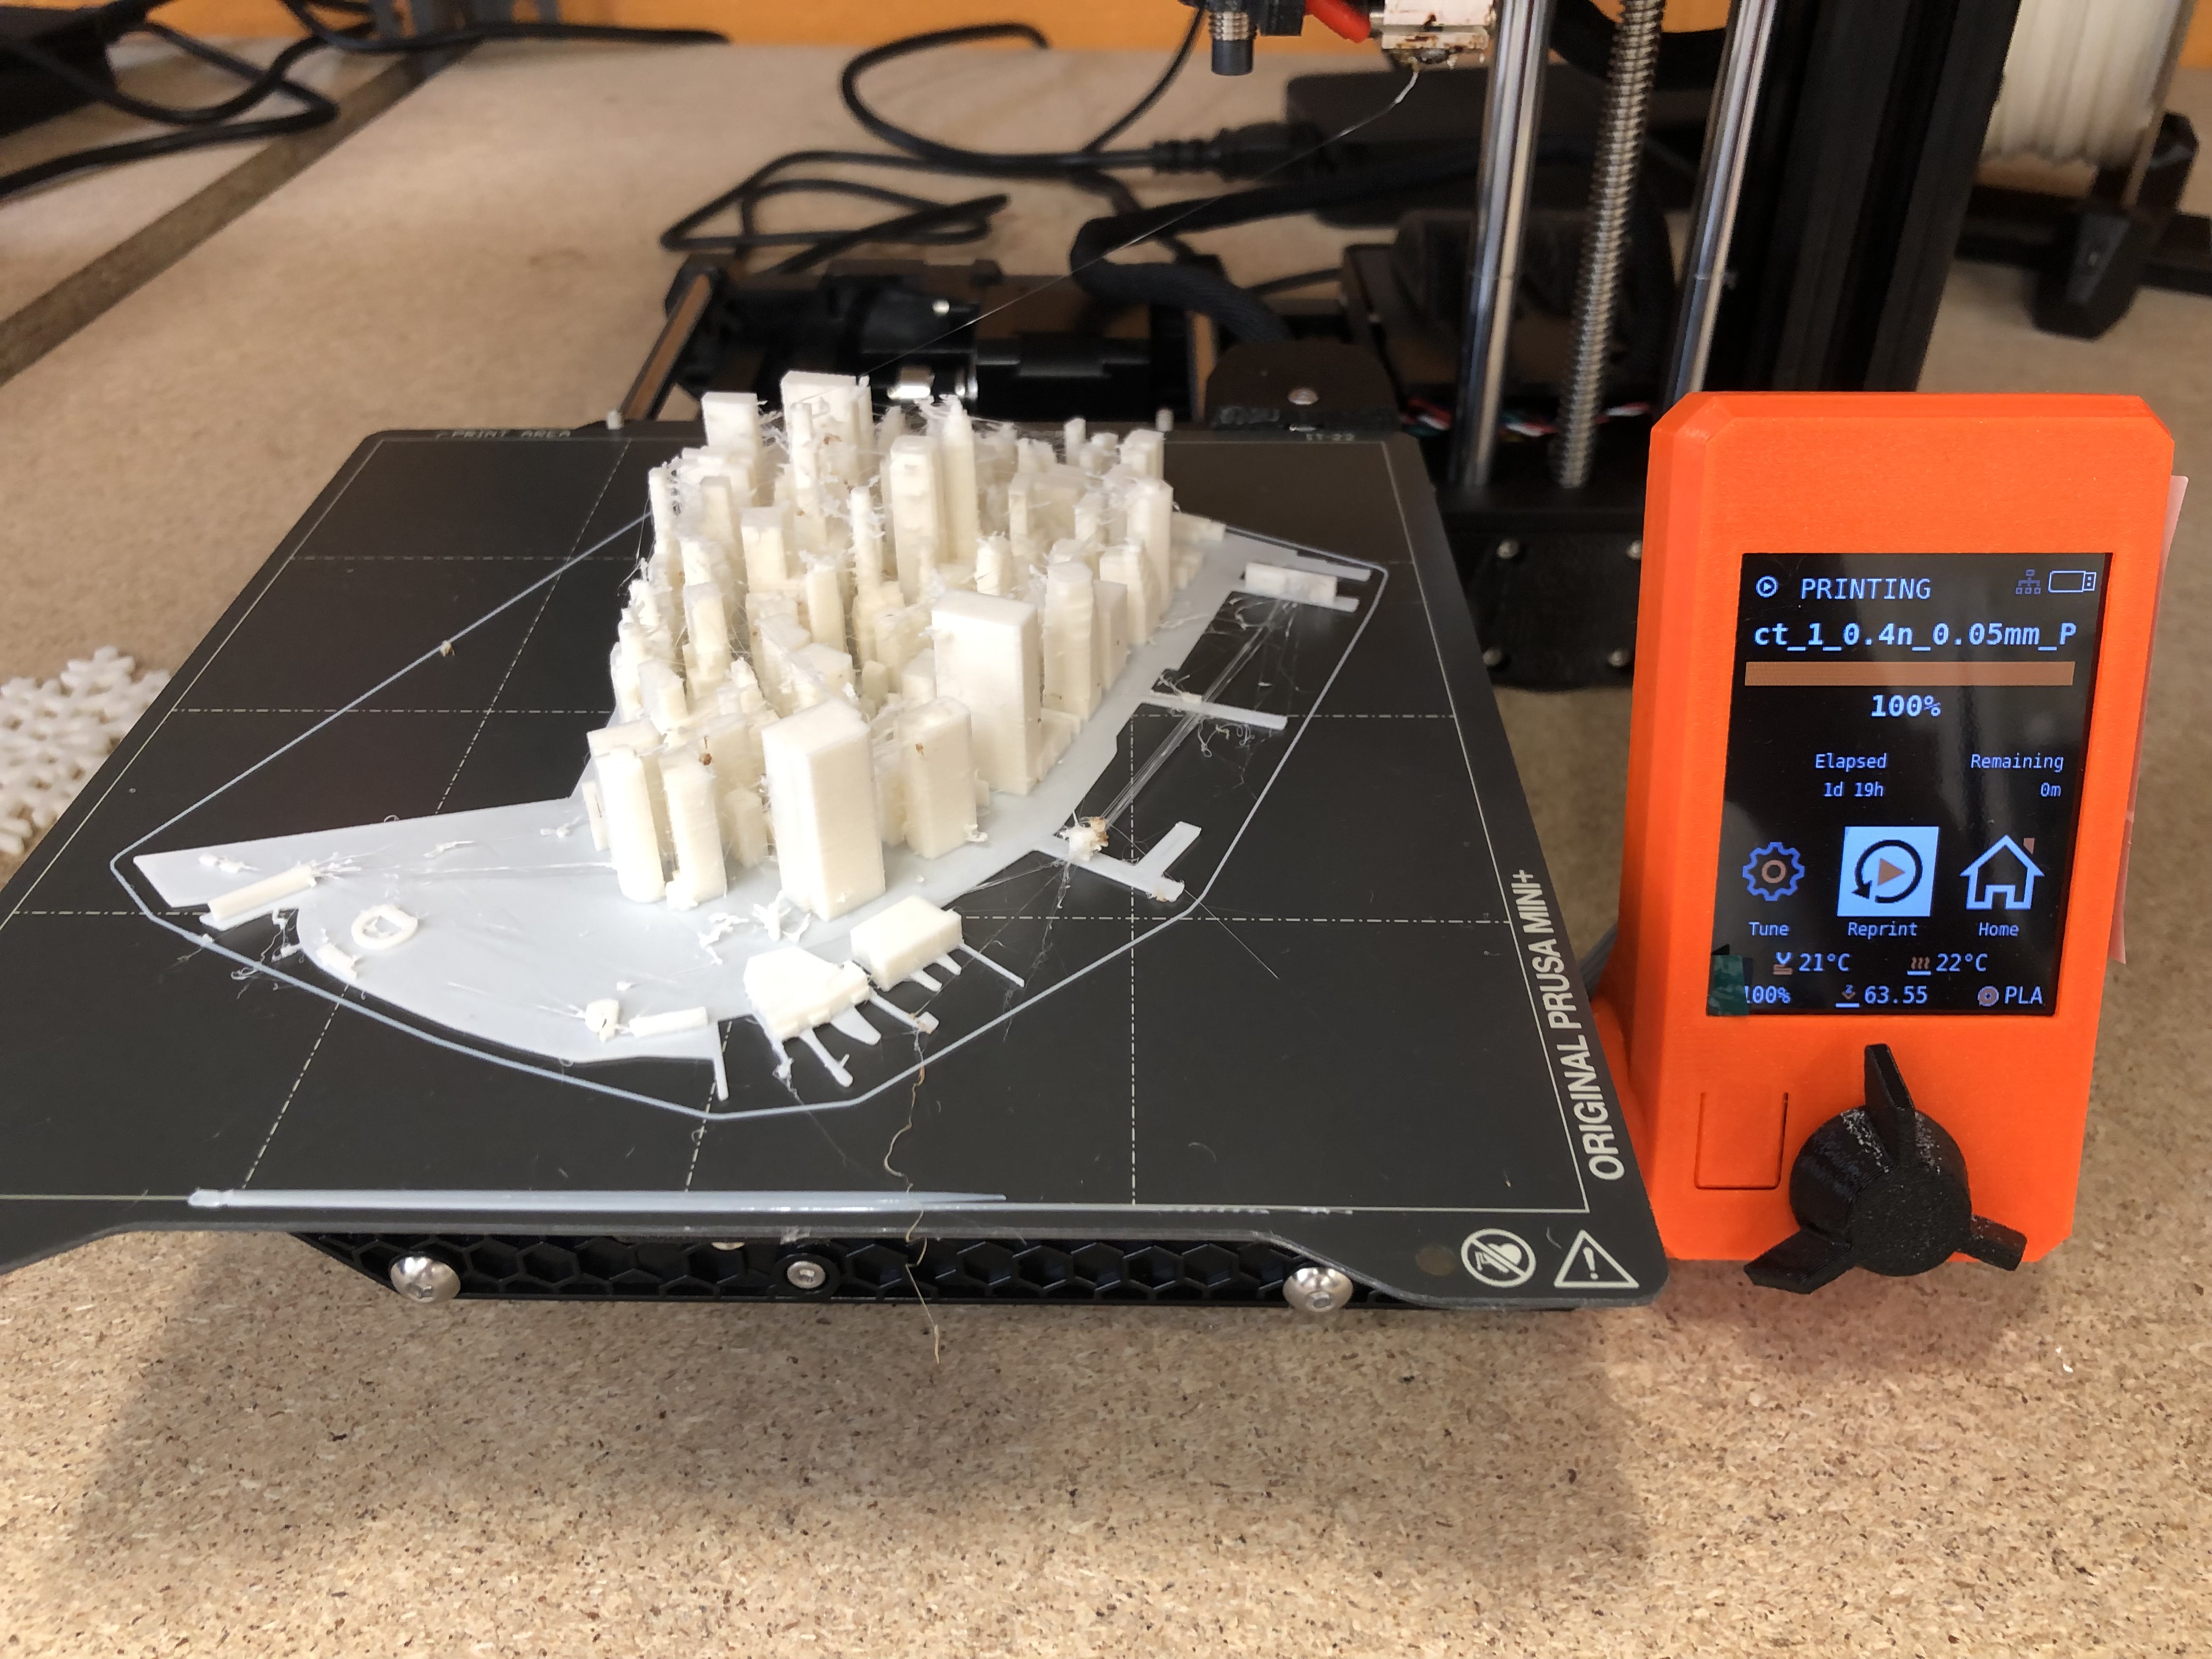 PRINT AREA
ORIGINAL PRUSA MINI+
PRINTING
ct_1_0.4n_0.05mm_P
100%
Elapsed Remaining
1d 19h 0m
Tune Reprint Home
21°C 22°C
100% 63.55 PLA